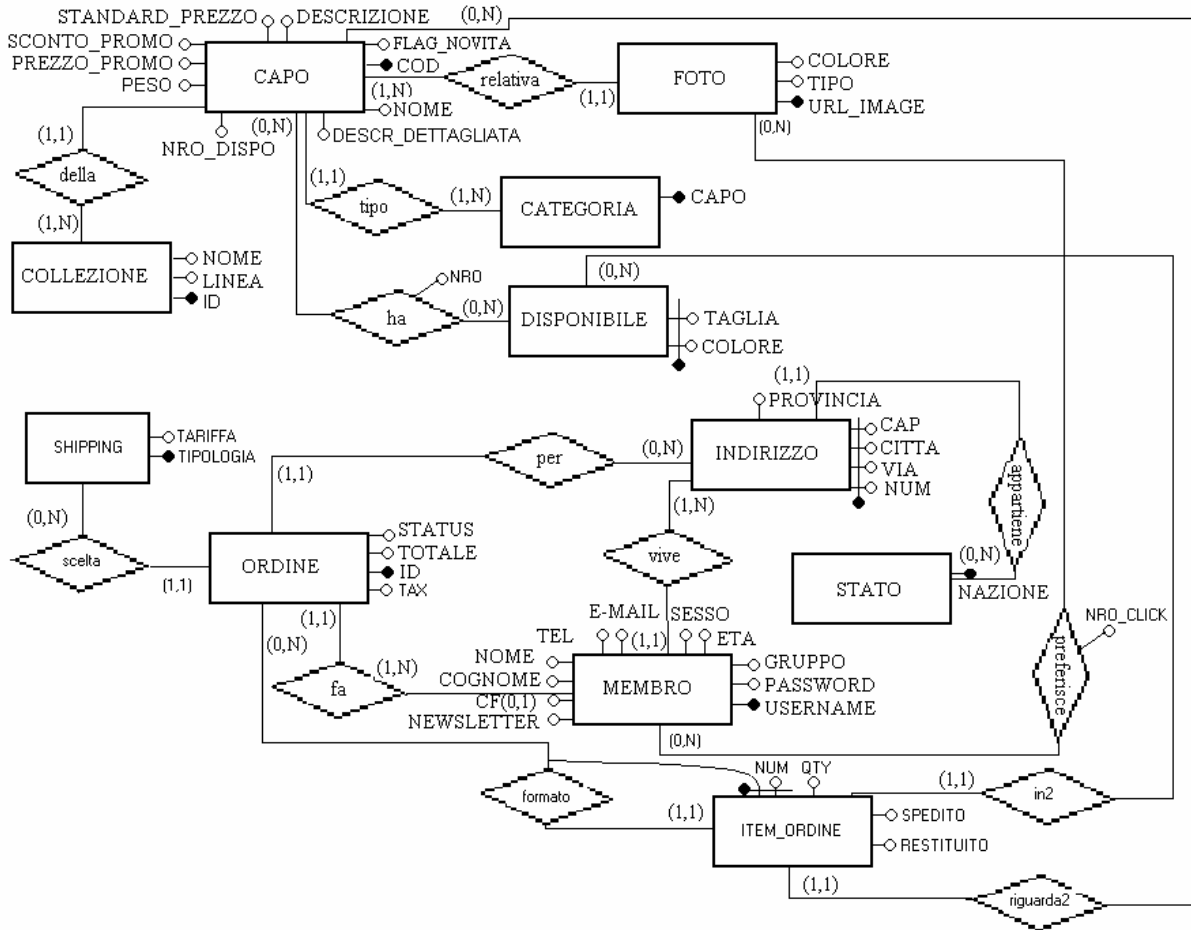 STANDARD_PREZZO
DESCRIZIONE
(0,N)
SCONTO_PROMO
FLAG_NOVITA
PREZZO_PROMO
CAPO
COD
PESO
(1,N)
NOME
relativa
(1,1)
FOTO
COLORE
TIPO
URL_IMAGE
(1,1)
(0,N)
NRO_DISPO
DESCR_DETTAGLIATA
(0,N)
della
(1,1)
tipo
(1,N)
CATEGORIA
CAPO
(1,N)
COLLEZIONE
NOME
LINEA
ID
(0,N)
NRO
ha
(0,N)
DISPONIBILE
TAGLIA
COLORE
(1,1)
PROVINCIA
SHIPPING
TARIFFA
TIPOLOGIA
(1,1)
per
(0,N)
INDIRIZZO
CAP
CITTA
VIA
NUM
appartiene
(0,N)
scelta
(1,1)
ORDINE
STATUS
TOTALE
ID
TAX
(1,N)
vive
(0,N)
STATO
NAZIONE
(0,N)
(1,1)
fa
(1,N)
TEL
E-MAIL
(1,1)
SESSO
ETA
NOME
COGNOME
CF(0,1)
NEWSLETTER
MEMBRO
GRUPPO
PASSWORD
USERNAME
NRO_CLICK
preferisce
(0,N)
formato
(1,1)
NUM
QTY
(1,1)
in2
ITEM_ORDINE
SPEDITO
RESTITUITO
(1,1)
riguarda2